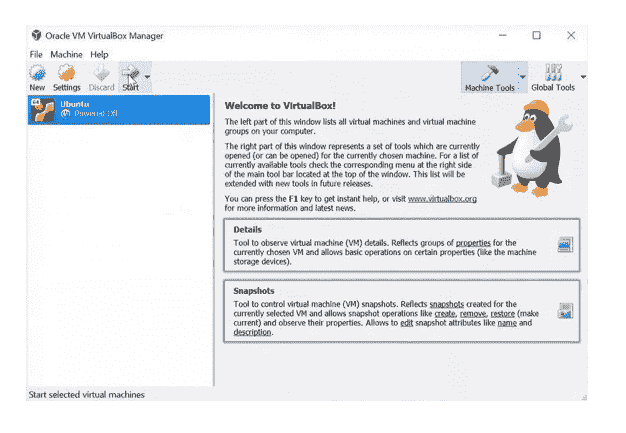 Oracle VM VirtualBox Manager
File Machine Help
New Settings Discard Start
Machine Tools Global Tools
64
Ubuntu
Powered Off
Welcome to VirtualBox!
The left part of this window lists all virtual machines and virtual machine
groups on your computer.
The right part of this window represents a set of tools which are currently
opened (or can be opened) for the currently chosen machine. For a list of
currently available tools check the corresponding menu at the right side
of the main tool bar located at the top of the window. This list will be
extended with new tools in future releases.
You can press the F1 key to get instant help, or visit www.virtualbox.org
for more information and latest news.
Details
Tool to observe virtual machine (VM) details. Reflects groups of properties for the
currently chosen VM and allows basic operations on certain properties (like the machine
storage devices).
Snapshots
Tool to control virtual machine (VM) snapshots. Reflects snapshots created for the
currently selected VM and allows snapshot operations like create, remove, restore (make
current) and observe their properties. Allows to edit snapshot attributes like name and
description.
Start selected virtual machines